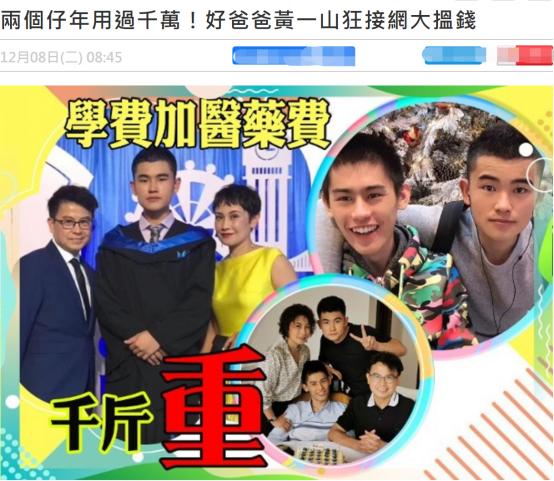 兩個仔年用過千萬！好爸爸黃一山狂接網大搵錢
12月08日(二) 08:45
學費加醫藥費
千斤
重